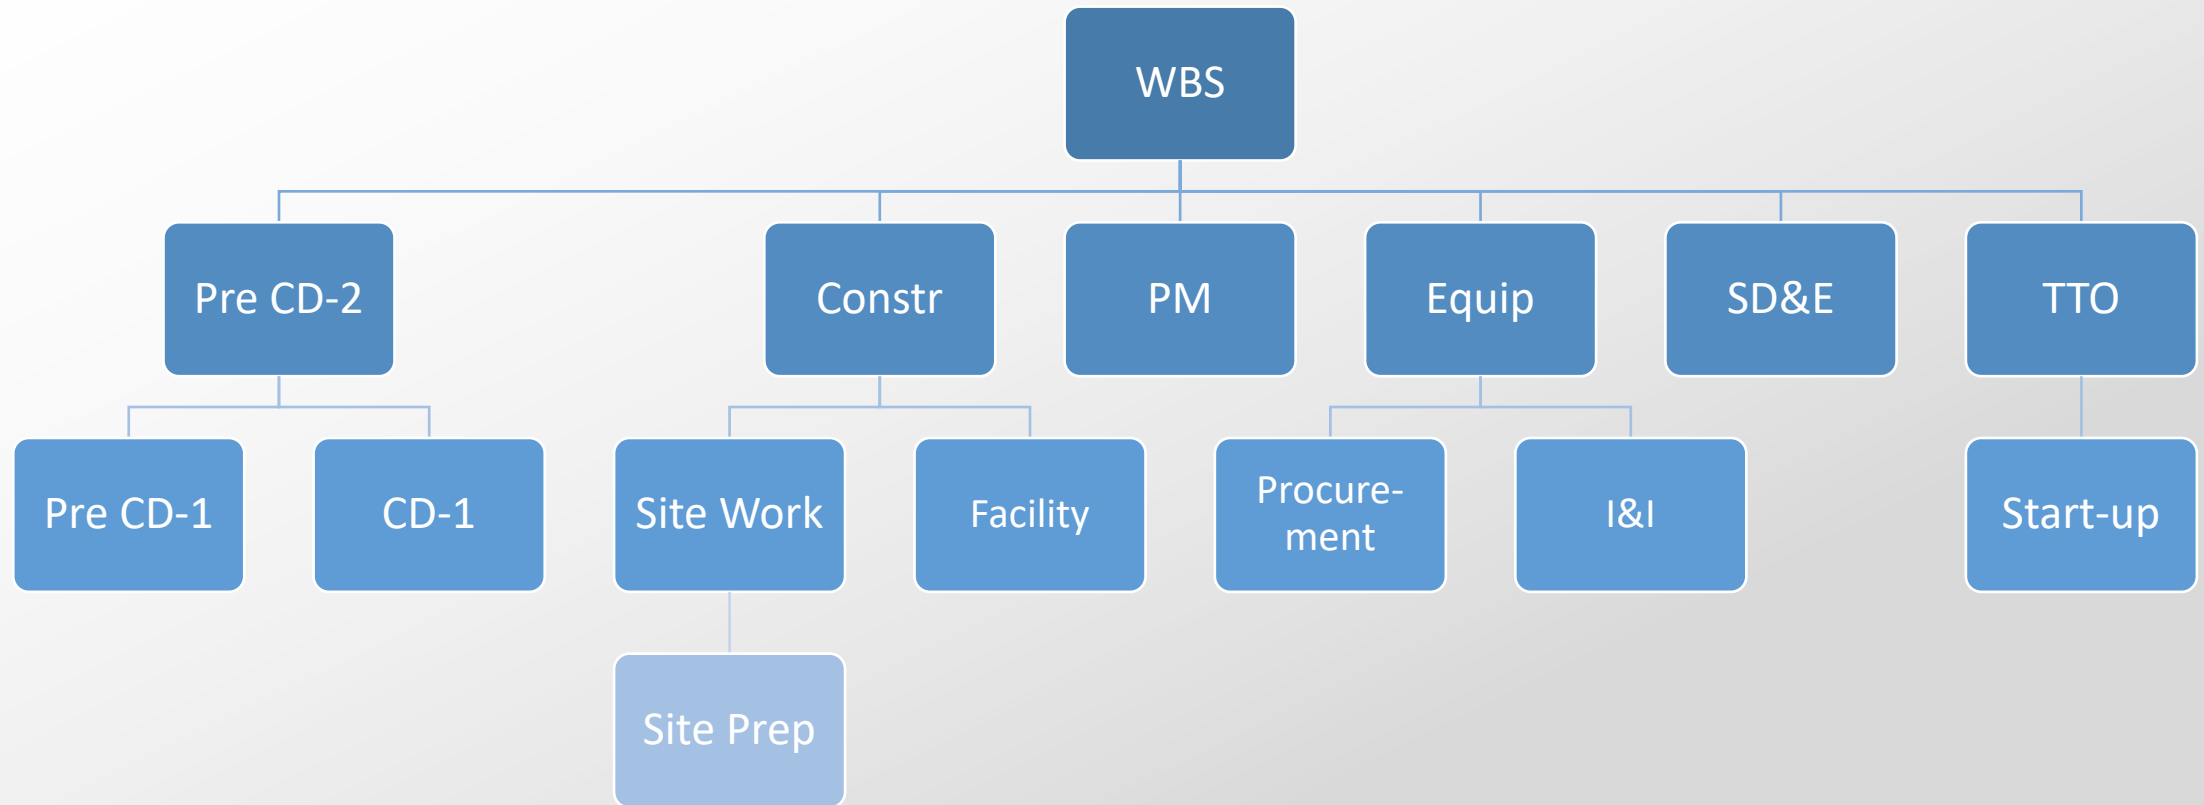 WBS
Pre CD-2
Constr
PM
Equip
SD&E
TTO
Pre CD-1
CD-1
Site Work
Facility
Procure-
ment
I&I
Start-up
Site Prep